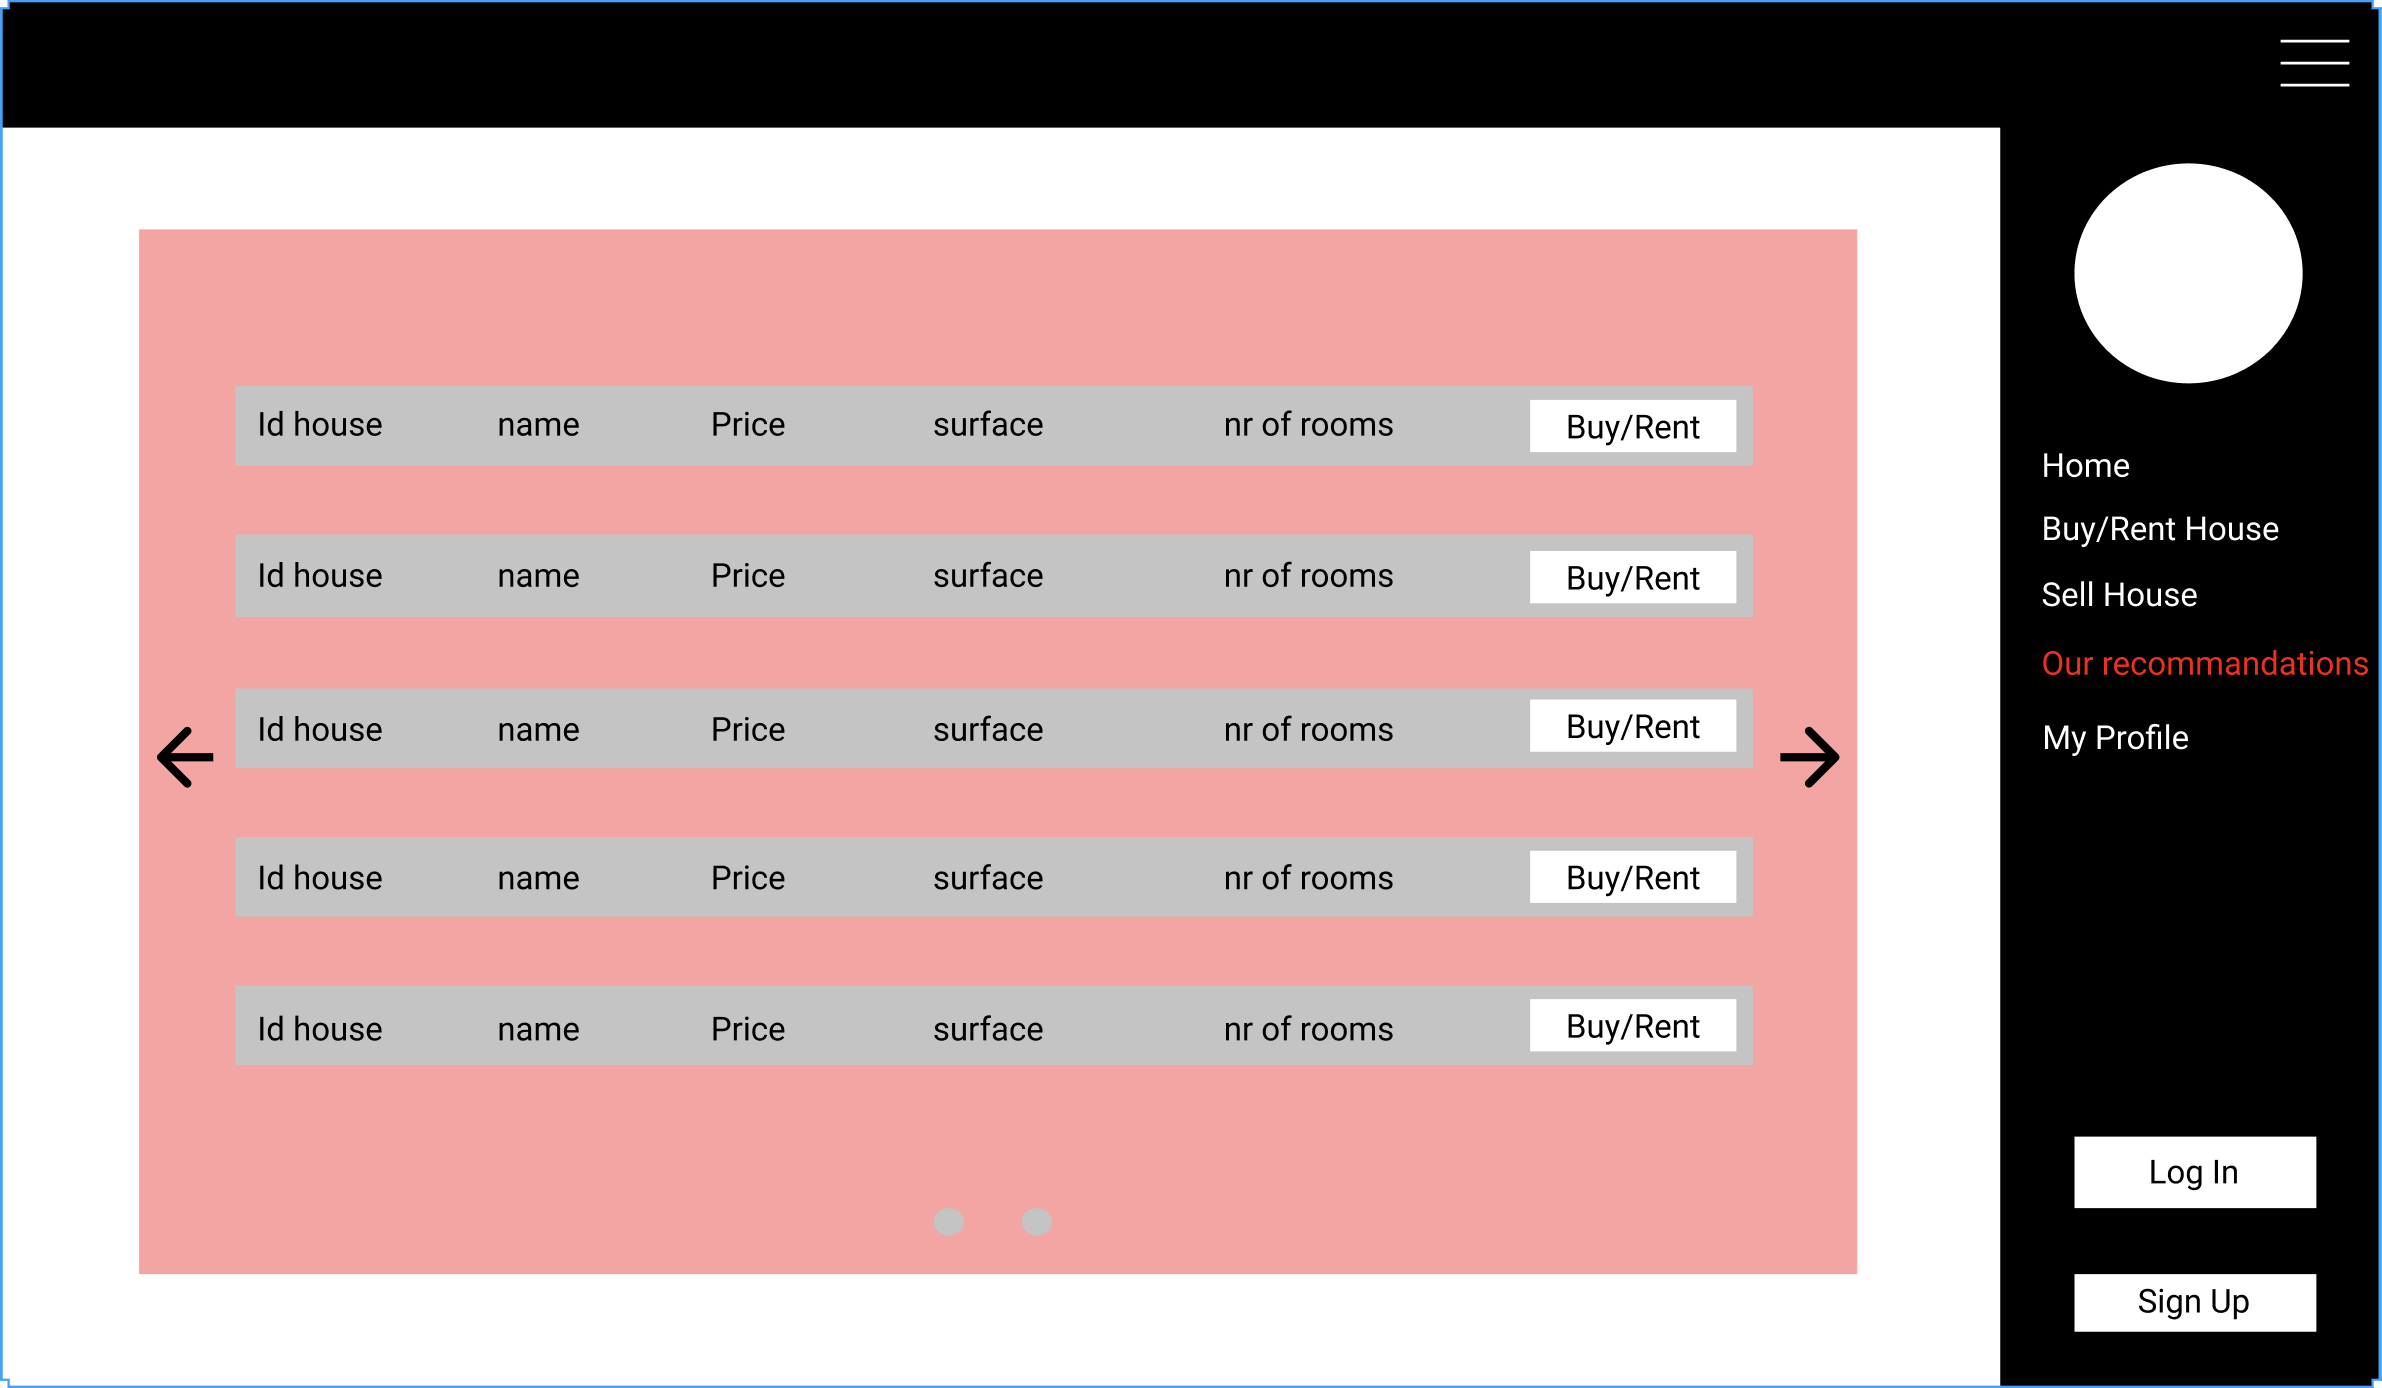 Id house name Price surface nr of rooms Buy/Rent
Id house name Price surface nr of rooms Buy/Rent
Id house name Price surface nr of rooms Buy/Rent
Id house name Price surface nr of rooms Buy/Rent
Id house name Price surface nr of rooms Buy/Rent
Home
Buy/Rent House
Sell House
Our recommandations
My Profile
Log In
Sign Up